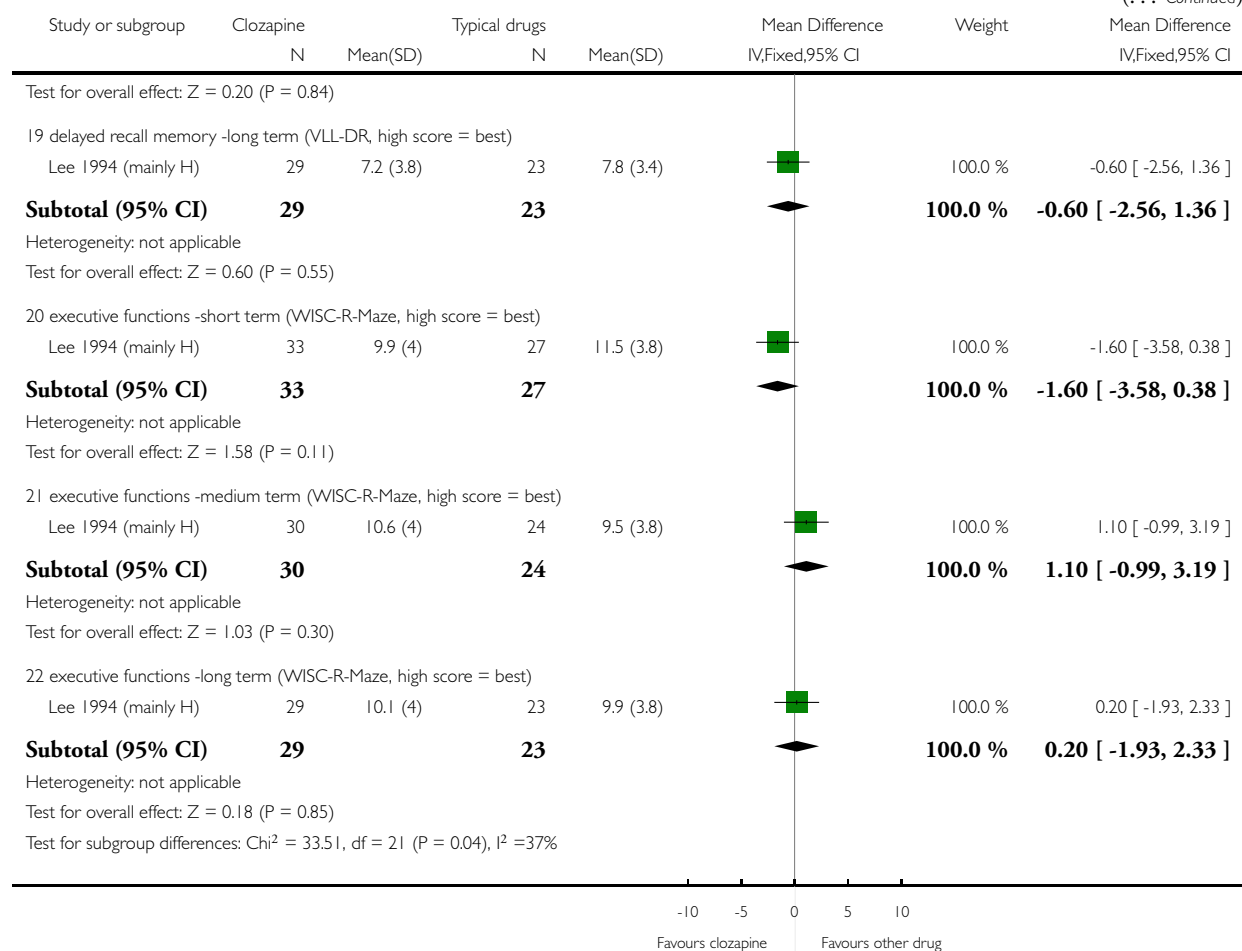 (. . . Continued)
Study or subgroup Clozapine Typical drugs Mean Difference Weight Mean Difference
N Mean(SD) N Mean(SD) IV,Fixed,95% CI IV,Fixed,95% CI
Test for overall effect: Z = 0.20 (P = 0.84)
19 delayed recall memory -long term (VLL-DR, high score = best)
Lee 1994 (mainly H) 29 7.2 (3.8) 23 7.8 (3.4) 100.0 % -0.60 [ -2.56, 1.36 ]
Subtotal (95% CI) 29 23 100.0 % -0.60 [ -2.56, 1.36 ]
Heterogeneity: not applicable
Test for overall effect: Z = 0.60 (P = 0.55)
20 executive functions -short term (WISC-R-Maze, high score = best)
Lee 1994 (mainly H) 33 9.9 (4) 27 11.5 (3.8) 100.0 % -1.60 [ -3.58, 0.38 ]
Subtotal (95% CI) 33 27 100.0 % -1.60 [ -3.58, 0.38 ]
Heterogeneity: not applicable
Test for overall effect: Z = 1.58 (P = 0.11)
21 executive functions -medium term (WISC-R-Maze, high score = best)
Lee 1994 (mainly H) 30 10.6 (4) 24 9.5 (3.8) 100.0 % 1.10 [ -0.99, 3.19 ]
Subtotal (95% CI) 30 24 100.0 % 1.10 [ -0.99, 3.19 ]
Heterogeneity: not applicable
Test for overall effect: Z = 1.03 (P = 0.30)
22 executive functions -long term (WISC-R-Maze, high score = best)
Lee 1994 (mainly H) 29 10.1 (4) 23 9.9 (3.8) 100.0 % 0.20 [ -1.93, 2.33 ]
Subtotal (95% CI) 29 23 100.0 % 0.20 [ -1.93, 2.33 ]
Heterogeneity: not applicable
Test for overall effect: Z = 0.18 (P = 0.85)
Test for subgroup differences: Chi² = 33.51, df = 21 (P = 0.04), I² =37%
-10 -5 0 5 10
Favours clozapine Favours other drug